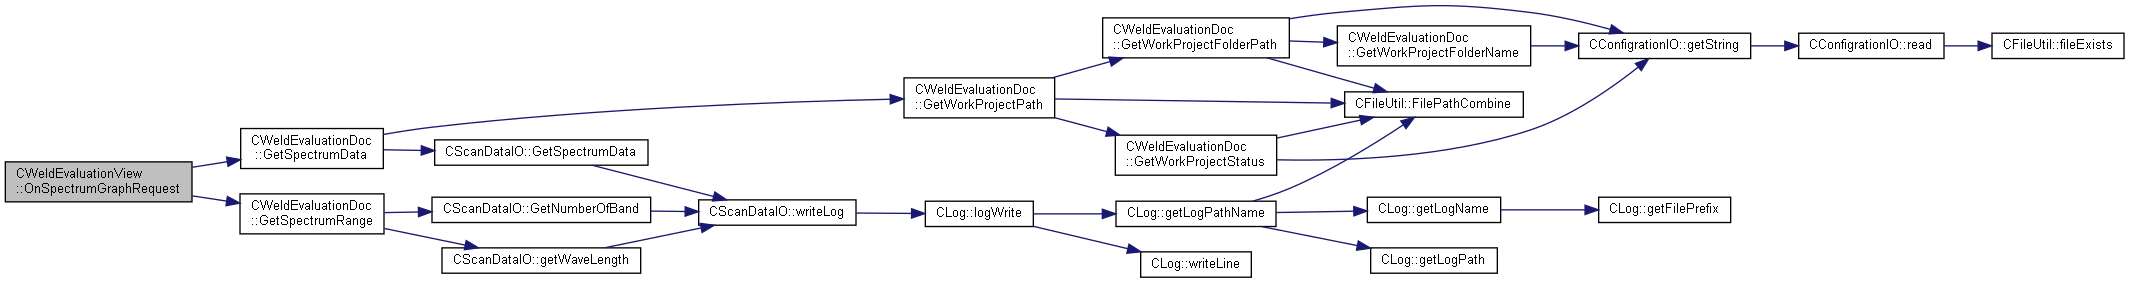 CWeldEvaluationView
::OnSpectrumGraphRequest
CWeldEvaluationDoc
::GetSpectrumData
CWeldEvaluationDoc
::GetSpectrumRange
CScanDataIO::GetSpectrumData
CScanDataIO::GetNumberOfBand
CScanDataIO::getWaveLength
CScanDataIO::writeLog
CWeldEvaluationDoc
::GetWorkProjectPath
CLog::logWrite
CWeldEvaluationDoc
::GetWorkProjectFolderPath
CWeldEvaluationDoc
::GetWorkProjectStatus
CLog::getLogPathName
CLog::writeLine
CWeldEvaluationDoc
::GetWorkProjectFolderName
CFileUtil::FilePathCombine
CLog::getLogName
CLog::getLogPath
CConfigrationIO::getString
CLog::getFilePrefix
CConfigrationIO::read
CFileUtil::fileExists